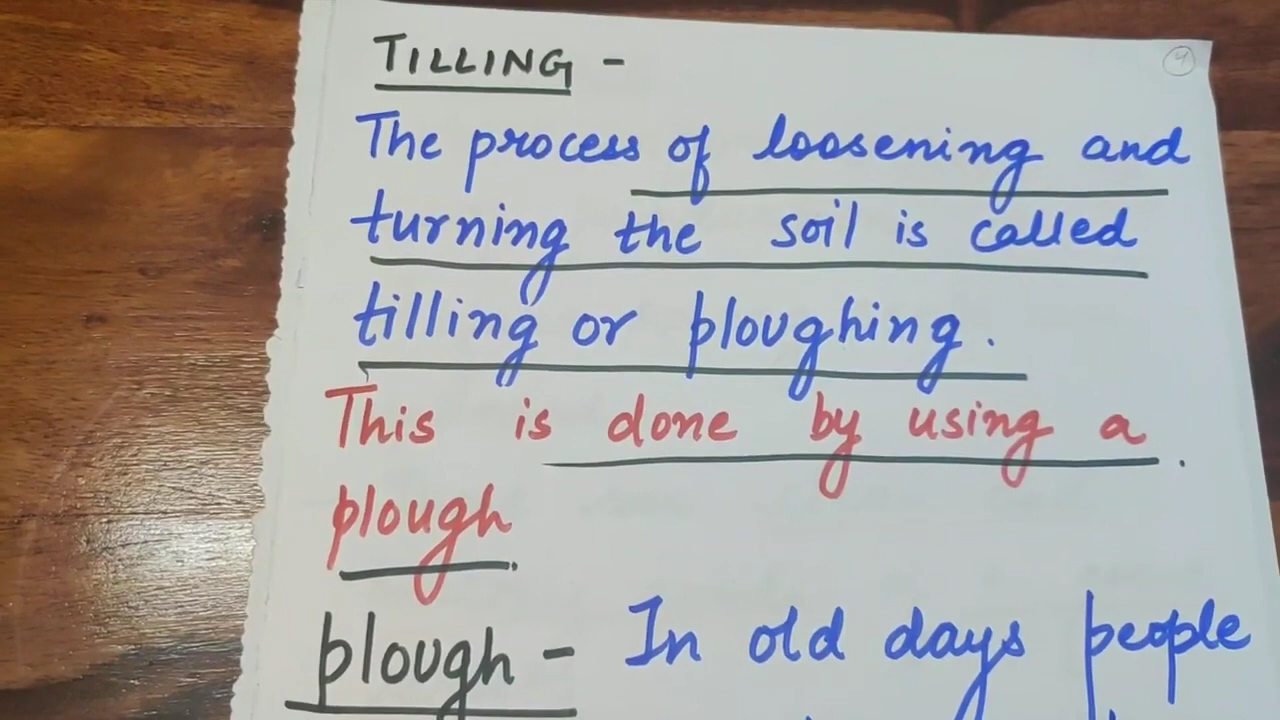 TILLING -
The process of loosening and
turning the soil is called
tilling or ploughing.
This is done by using a
plough.
plough - In old days people